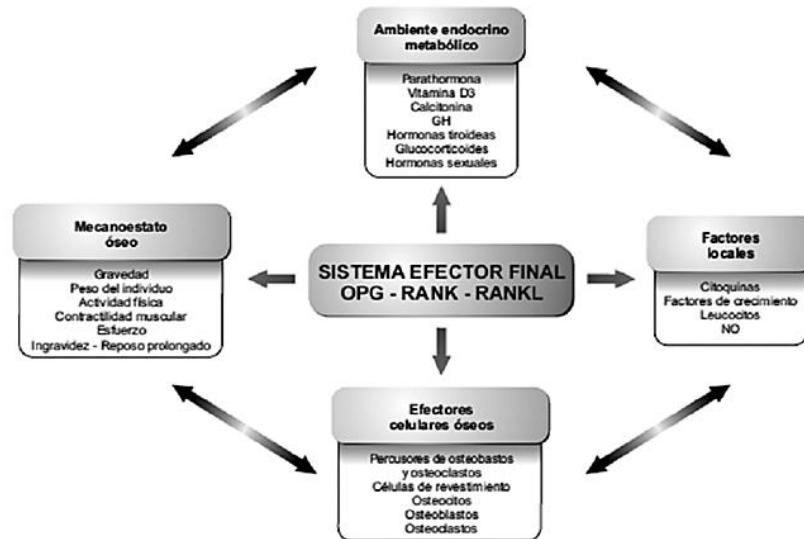 Ambiente endocrino
metabólico
Parathormona
Vitamina D3
Calcitonina
GH
Hormonas tiroideas
Glucocorticoides
Hormonas sexuales
Mecanoestato
óseo
Gravedad
Peso del individuo
Actividad física
Contractilidad muscular
Esfuerzo
Ingravidez - Reposo prolongado
SISTEMA EFECTOR FINAL
OPG - RANK - RANKL
Factores
locales
Citoquinas
Factores de crecimiento
Leucocitos
NO
Efectores
celulares óseos
Percusores de osteobastos
y osteoclastos
Células de revestimiento
Osteocitos
Osteoblastos
Osteoclastos